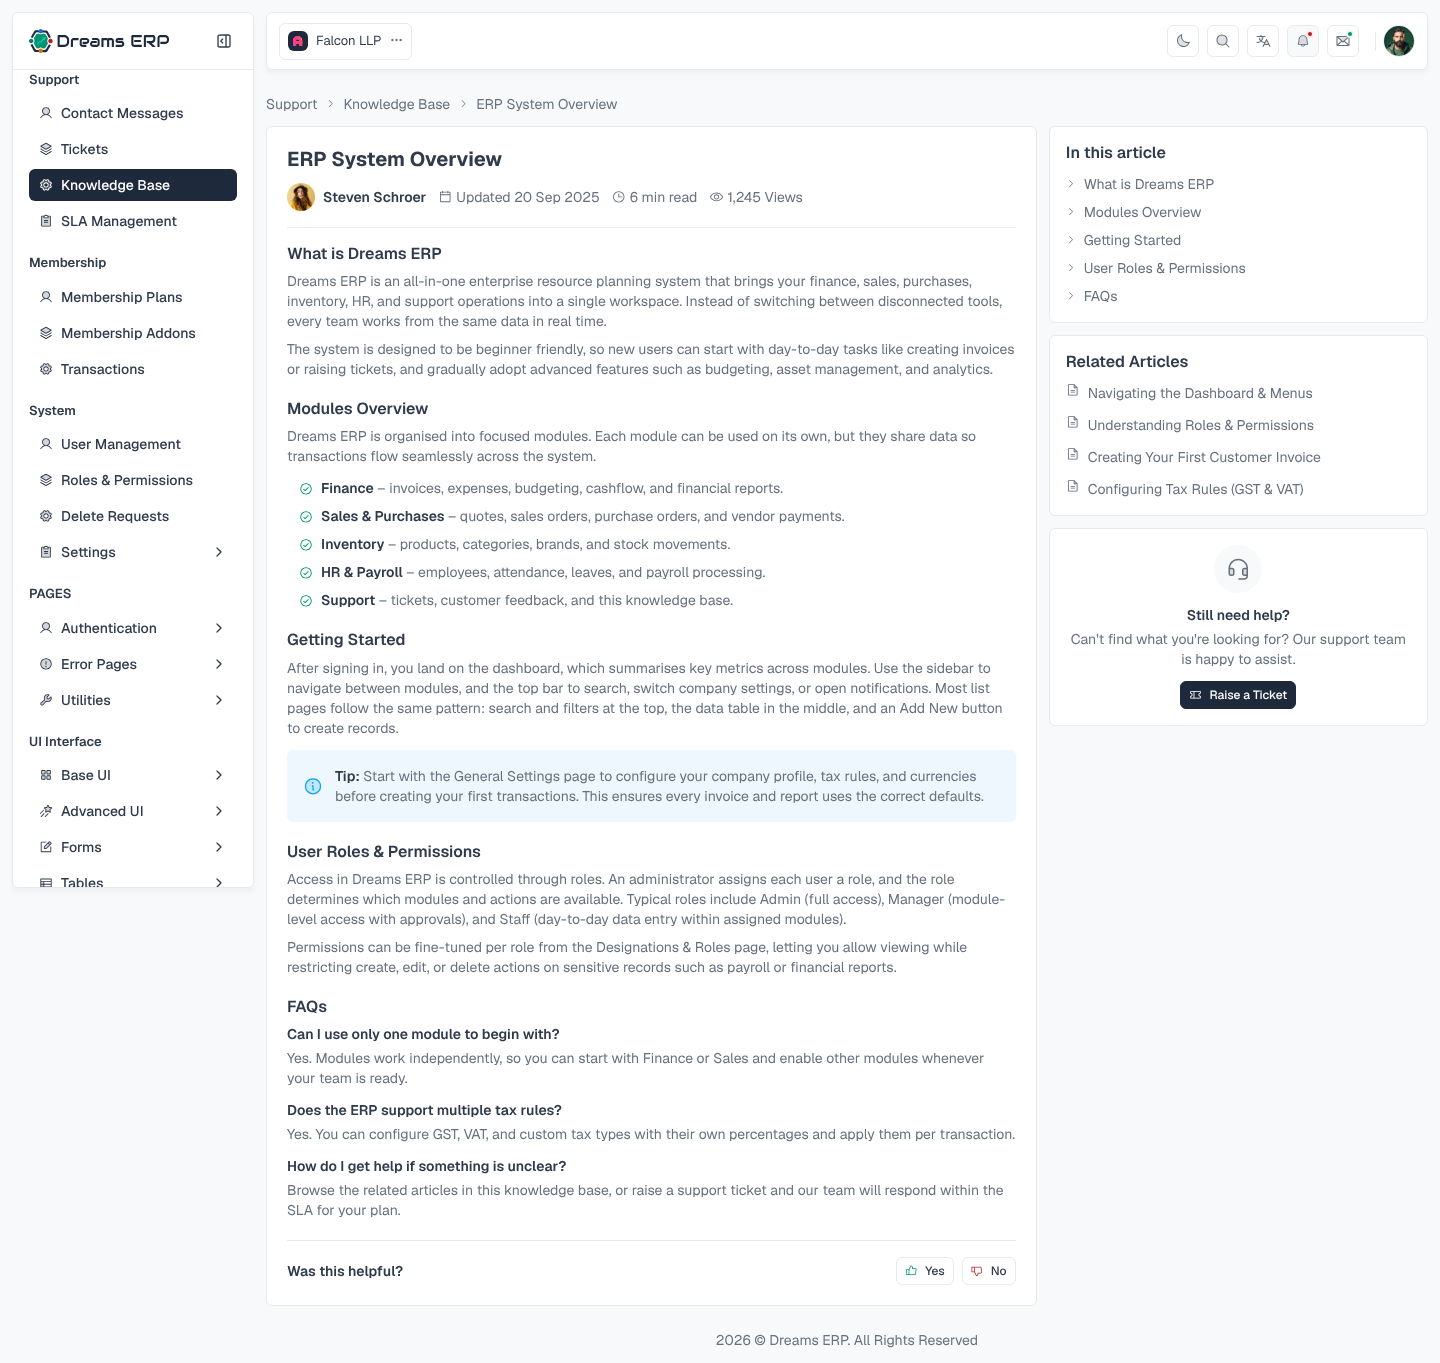 Dreams ERP
Support
Contact Messages
Tickets
Knowledge Base
SLA Management
Membership
Membership Plans
Membership Addons
Transactions
System
User Management
Roles & Permissions
Delete Requests
Settings
PAGES
Authentication
Error Pages
Utilities
UI Interface
Base UI
Advanced UI
Forms
Tables
Falcon LLP
Support
Knowledge Base
ERP System Overview
ERP System Overview
Steven Schroer
Updated 20 Sep 2025
6 min read
1,245 Views
What is Dreams ERP
Dreams ERP is an all-in-one enterprise resource planning system that brings your finance, sales, purchases,
inventory, HR, and support operations into a single workspace. Instead of switching between disconnected tools,
every team works from the same data in real time.
The system is designed to be beginner friendly, so new users can start with day-to-day tasks like creating invoices
or raising tickets, and gradually adopt advanced features such as budgeting, asset management, and analytics.
Modules Overview
Dreams ERP is organised into focused modules. Each module can be used on its own, but they share data so
transactions flow seamlessly across the system.
Finance – invoices, expenses, budgeting, cashflow, and financial reports.
Sales & Purchases – quotes, sales orders, purchase orders, and vendor payments.
Inventory – products, categories, brands, and stock movements.
HR & Payroll – employees, attendance, leaves, and payroll processing.
Support – tickets, customer feedback, and this knowledge base.
Getting Started
After signing in, you land on the dashboard, which summarises key metrics across modules. Use the sidebar to
navigate between modules, and the top bar to search, switch company settings, or open notifications. Most list
pages follow the same pattern: search and filters at the top, the data table in the middle, and an Add New button
to create records.
Tip: Start with the General Settings page to configure your company profile, tax rules, and currencies
before creating your first transactions. This ensures every invoice and report uses the correct defaults.
User Roles & Permissions
Access in Dreams ERP is controlled through roles. An administrator assigns each user a role, and the role
determines which modules and actions are available. Typical roles include Admin (full access), Manager (module-
level access with approvals), and Staff (day-to-day data entry within assigned modules).
Permissions can be fine-tuned per role from the Designations & Roles page, letting you allow viewing while
restricting create, edit, or delete actions on sensitive records such as payroll or financial reports.
FAQs
Can I use only one module to begin with?
Yes. Modules work independently, so you can start with Finance or Sales and enable other modules whenever
your team is ready.
Does the ERP support multiple tax rules?
Yes. You can configure GST, VAT, and custom tax types with their own percentages and apply them per transaction.
How do I get help if something is unclear?
Browse the related articles in this knowledge base, or raise a support ticket and our team will respond within the
SLA for your plan.
Was this helpful?
Yes
No
In this article
What is Dreams ERP
Modules Overview
Getting Started
User Roles & Permissions
FAQs
Related Articles
Navigating the Dashboard & Menus
Understanding Roles & Permissions
Creating Your First Customer Invoice
Configuring Tax Rules (GST & VAT)
Still need help?
Can't find what you're looking for? Our support team
is happy to assist.
Raise a Ticket
2026 © Dreams ERP. All Rights Reserved